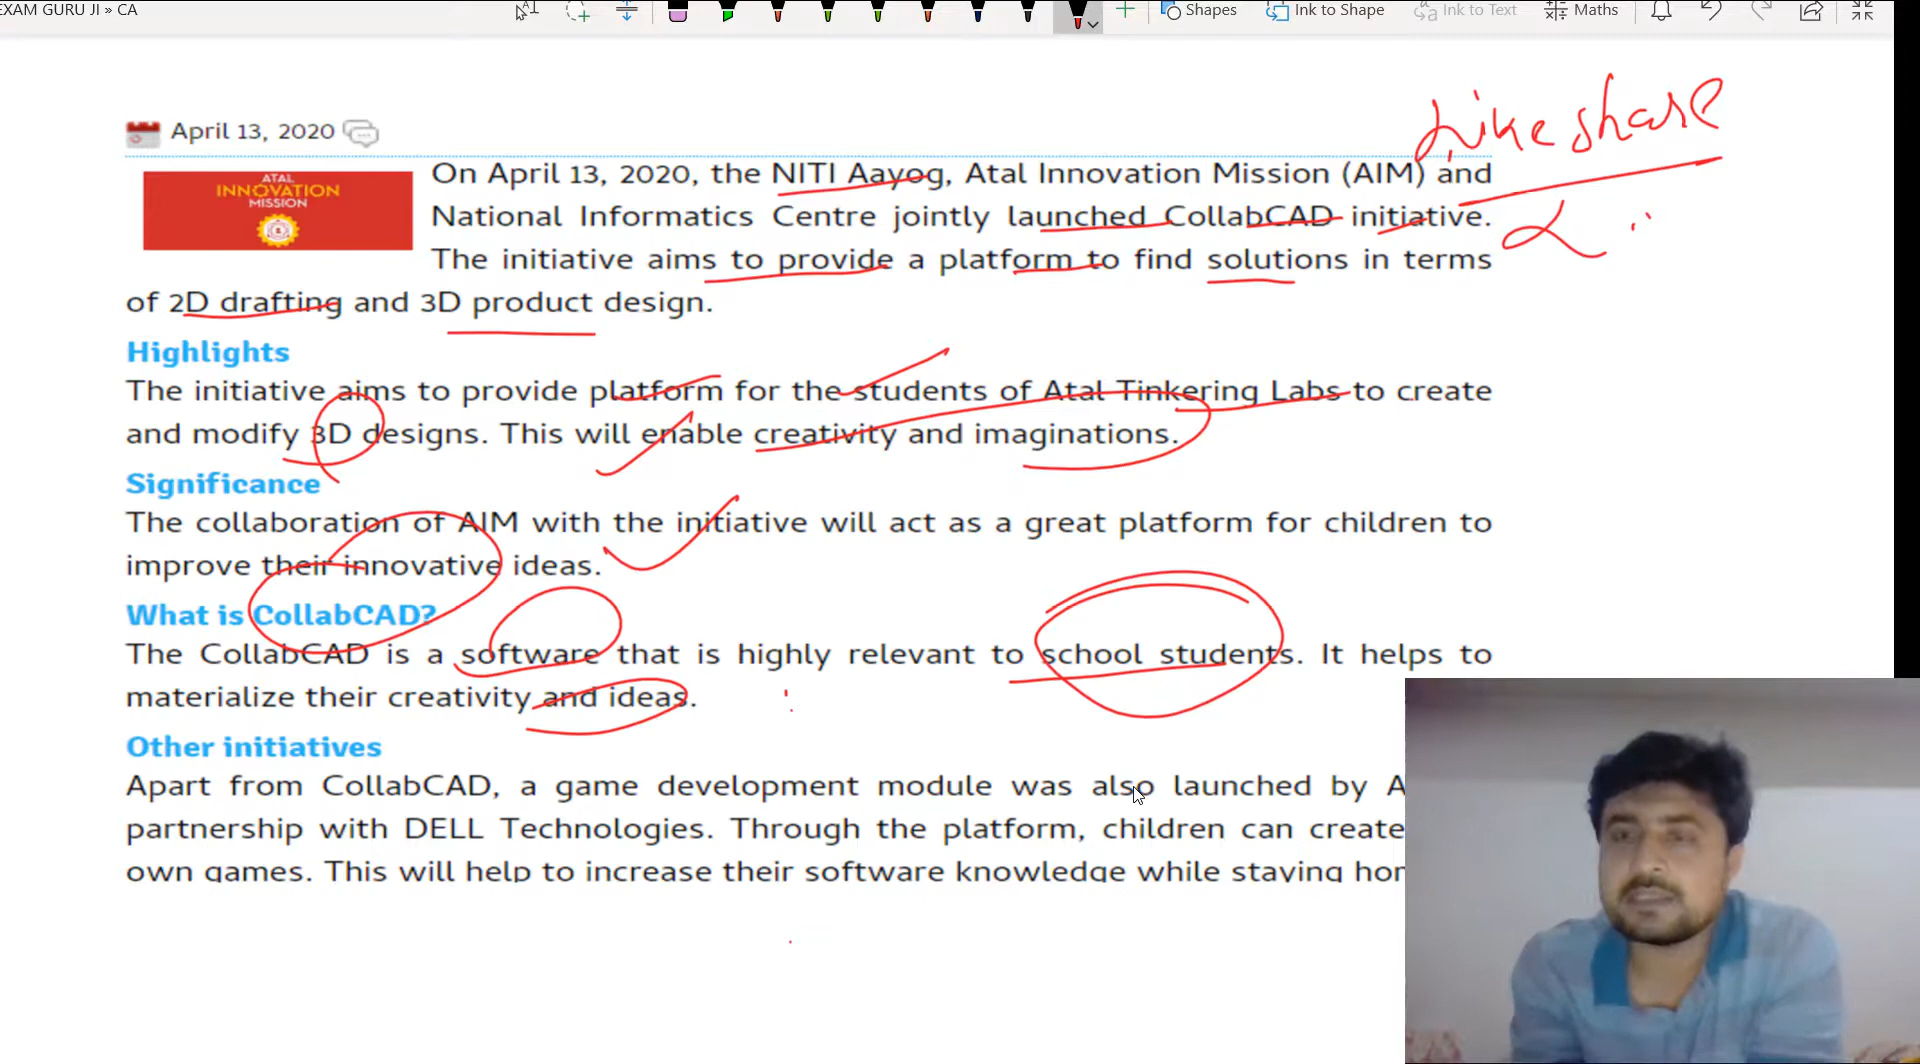 EXAM GURU JI » CA
Shapes
Ink to Shape
Ink to Text
Maths
Like share
April 13, 2020
ATAL
INNOVATION
MISSION
On April 13, 2020, the NITI Aayog, Atal Innovation Mission (AIM) and
National Informatics Centre jointly launched CollabCAD initiative.
The initiative aims to provide a platform to find solutions in terms
of 2D drafting and 3D product design.
Highlights
The initiative aims to provide platform for the students of Atal Tinkering Labs to create
and modify 3D designs. This will enable creativity and imaginations.
Significance
The collaboration of AIM with the initiative will act as a great platform for children to
improve their innovative ideas.
What is CollabCAD?
The CollabCAD is a software that is highly relevant to school students. It helps to
materialize their creativity and ideas.
Other initiatives
Apart from CollabCAD, a game development module was also launched by A
partnership with DELL Technologies. Through the platform, children can create
own games. This will help to increase their software knowledge while staying hor